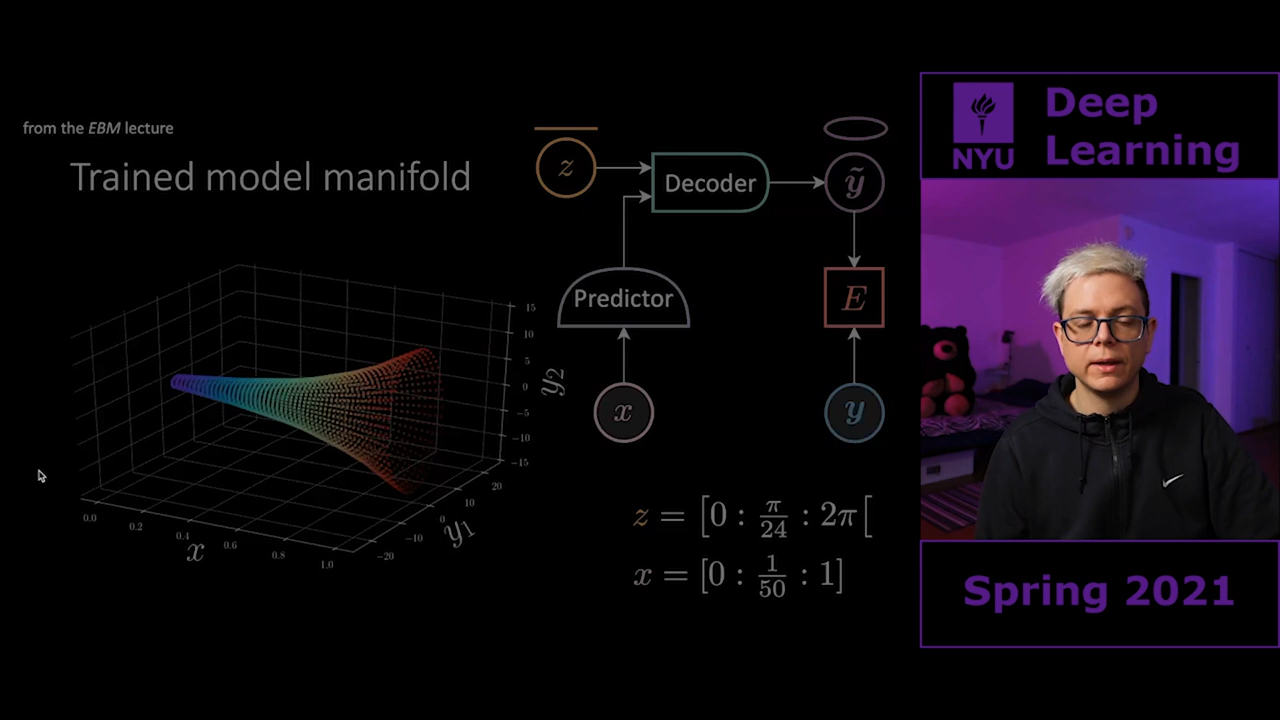 from the EBM lecture
Trained model manifold
z
Decoder
ỹ
Predictor
E
x
y
15
10
5
0
−5
−10
−15
y₂
20
10
0
−10
−20
y₁
0.0
0.2
0.4
0.6
0.8
1.0
x
z = [0 : π/24 : 2π[
x = [0 : 1/50 : 1]
NYU
Deep
Learning
Spring 2021